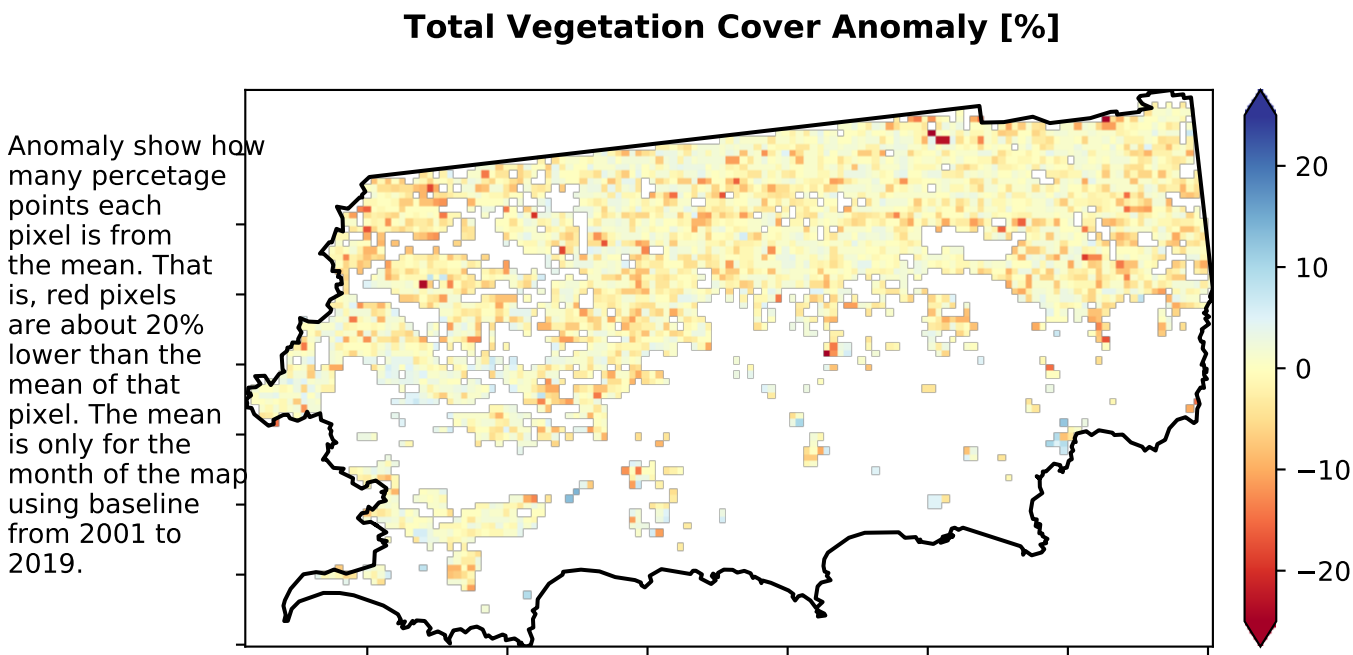 Total Vegetation Cover Anomaly [%]
Anomaly show how
many percetage
points each
pixel is from
the mean. That
is, red pixels
are about 20%
lower than the
mean of that
pixel. The mean
is only for the
month of the map
using baseline
from 2001 to
2019.
20
10
0
−10
−20